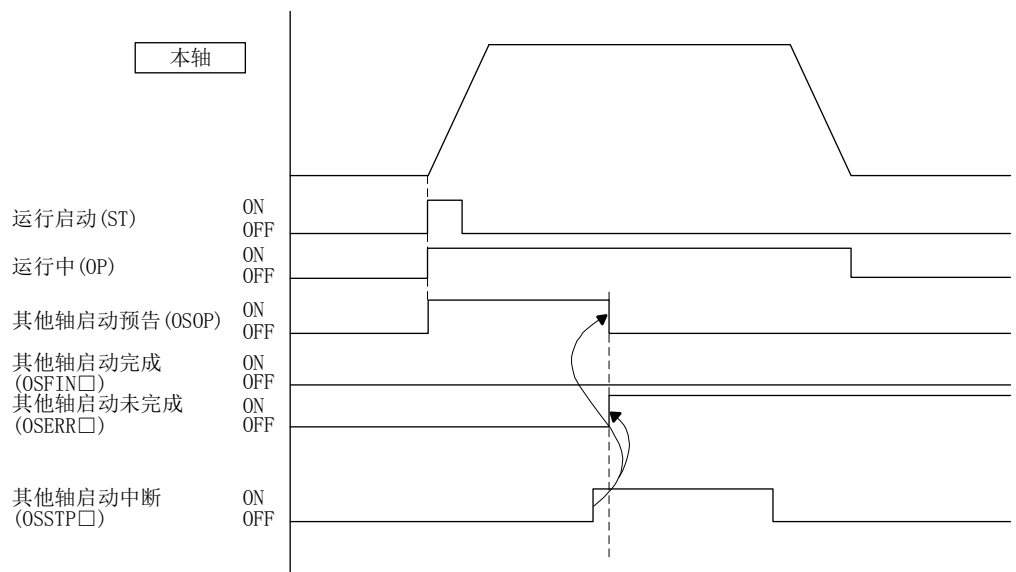 本轴
运行启动(ST)
ON
OFF
运行中(OP)
ON
OFF
其他轴启动预告(OSOP)
ON
OFF
其他轴启动完成
(OSFIN□)
ON
OFF
其他轴启动未完成
(OSERR□)
ON
OFF
其他轴启动中断
(OSSTP□)
ON
OFF